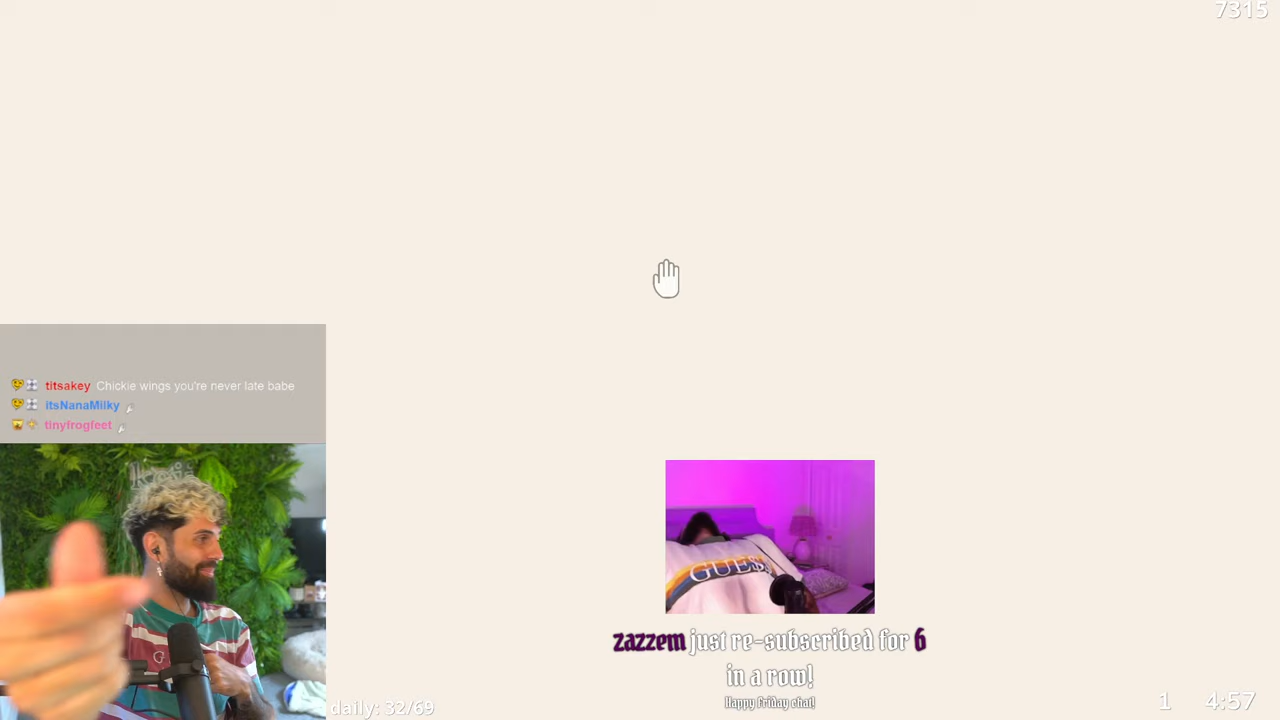 7315
titsakey Chickie wings you're never late babe
itsNanaMilky
tinyfrogfeet
GUESS
zazzem just re-subscribed for 6
in a row!
Happy Friday chat!
daily: 32/69
1 4:57